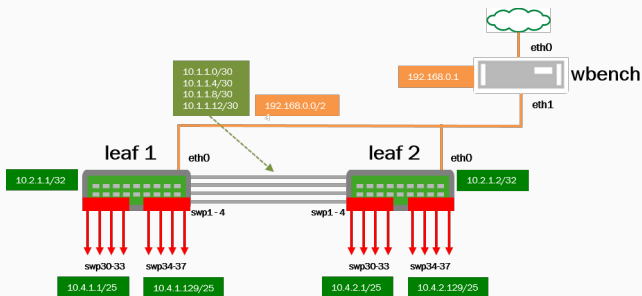 eth0
192.168.0.1
wbench
eth1
10.1.1.0/30
10.1.1.4/30
10.1.1.8/30
10.1.1.12/30
192.168.0.0/2
leaf 1
eth0
leaf 2
eth0
10.2.1.1/32
10.2.1.2/32
swp1 - 4
swp1 - 4
swp30-33
swp34-37
swp30-33
swp34-37
10.4.1.1/25
10.4.1.129/25
10.4.2.1/25
10.4.2.129/25